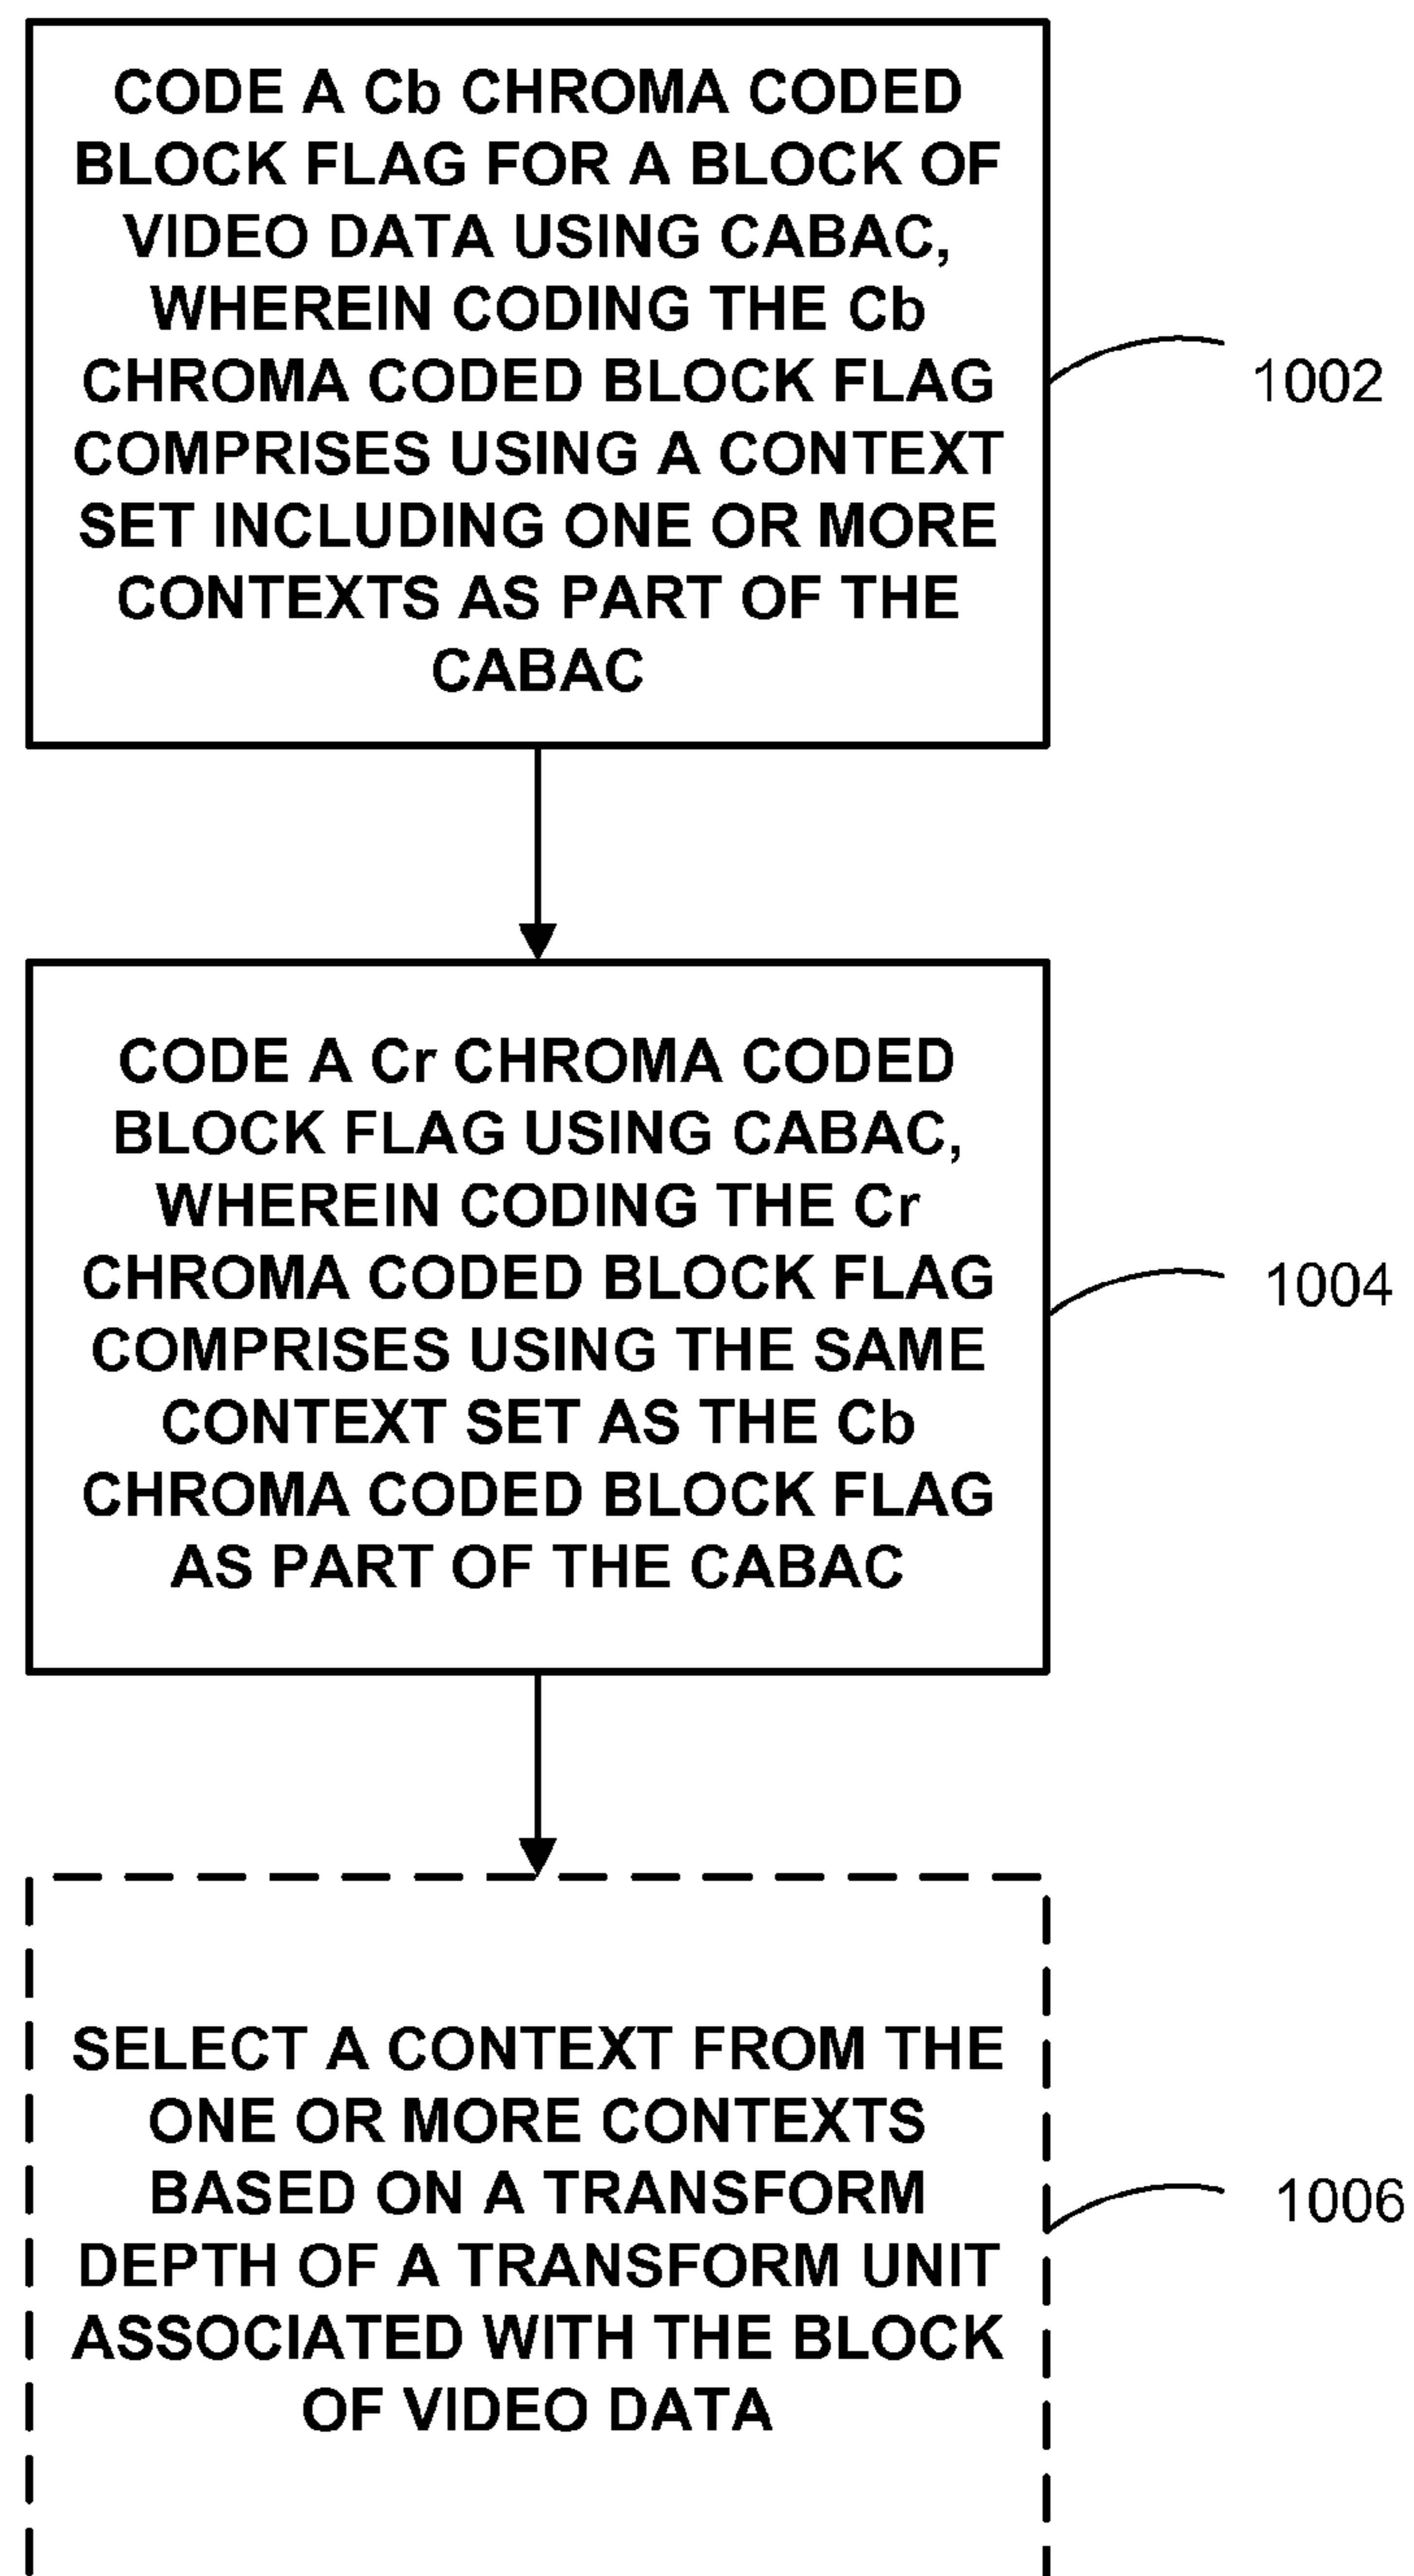 CODE A Cb CHROMA CODED
BLOCK FLAG FOR A BLOCK OF
VIDEO DATA USING CABAC,
WHEREIN CODING THE Cb
CHROMA CODED BLOCK FLAG
COMPRISES USING A CONTEXT
SET INCLUDING ONE OR MORE
CONTEXTS AS PART OF THE
CABAC
1002
CODE A Cr CHROMA CODED
BLOCK FLAG USING CABAC,
WHEREIN CODING THE Cr
CHROMA CODED BLOCK FLAG
COMPRISES USING THE SAME
CONTEXT SET AS THE Cb
CHROMA CODED BLOCK FLAG
AS PART OF THE CABAC
1004
SELECT A CONTEXT FROM THE
ONE OR MORE CONTEXTS
BASED ON A TRANSFORM
DEPTH OF A TRANSFORM UNIT
ASSOCIATED WITH THE BLOCK
OF VIDEO DATA
1006